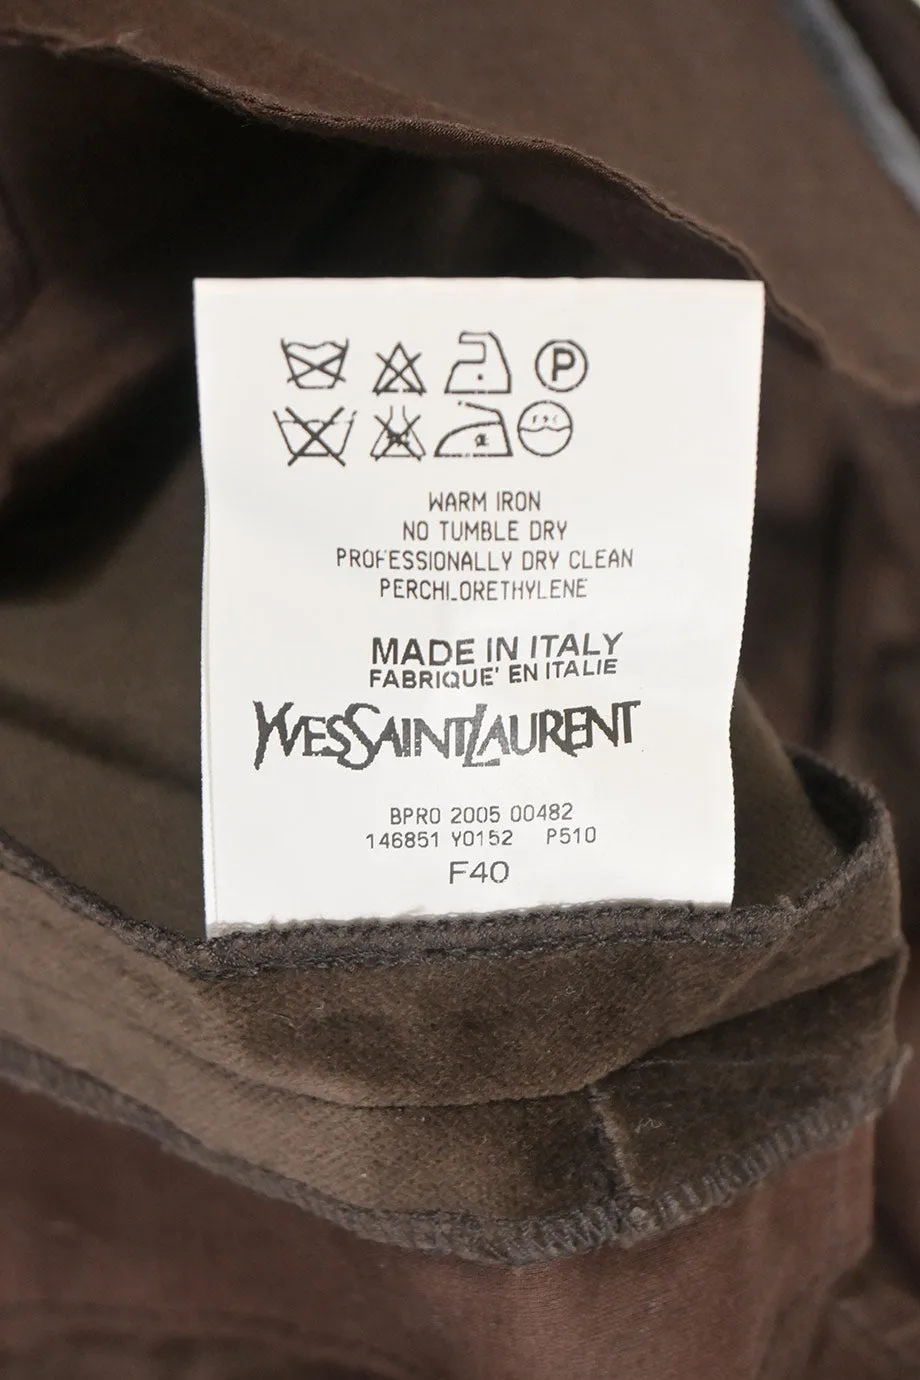 P
WARM IRON
NO TUMBLE DRY
PROFESSIONALLY DRY CLEAN
PERCHLORETHYLENE
MADE IN ITALY
FABRIQUE' EN ITALIE
YVESSAINTLAURENT
BPRO 2005 00482
146851 Y0152 P510
F40